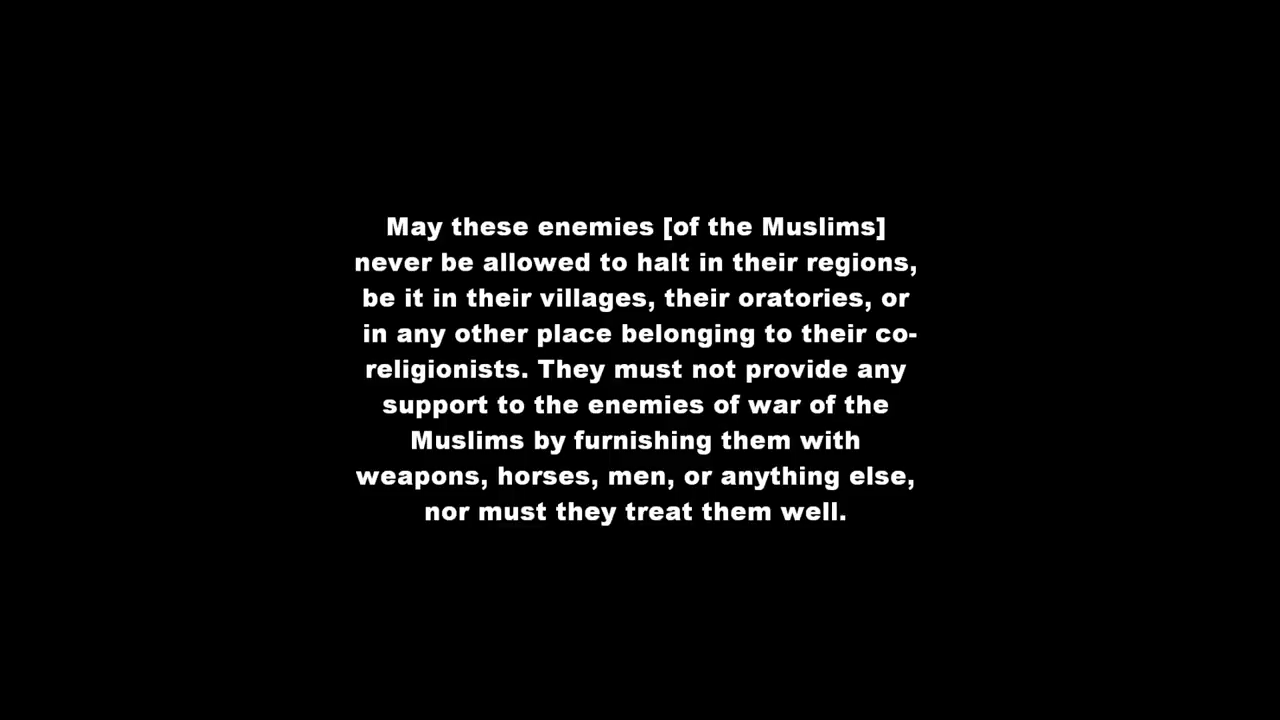 May these enemies [of the Muslims]
never be allowed to halt in their regions,
be it in their villages, their oratories, or
in any other place belonging to their co-
religionists. They must not provide any
support to the enemies of war of the
Muslims by furnishing them with
weapons, horses, men, or anything else,
nor must they treat them well.